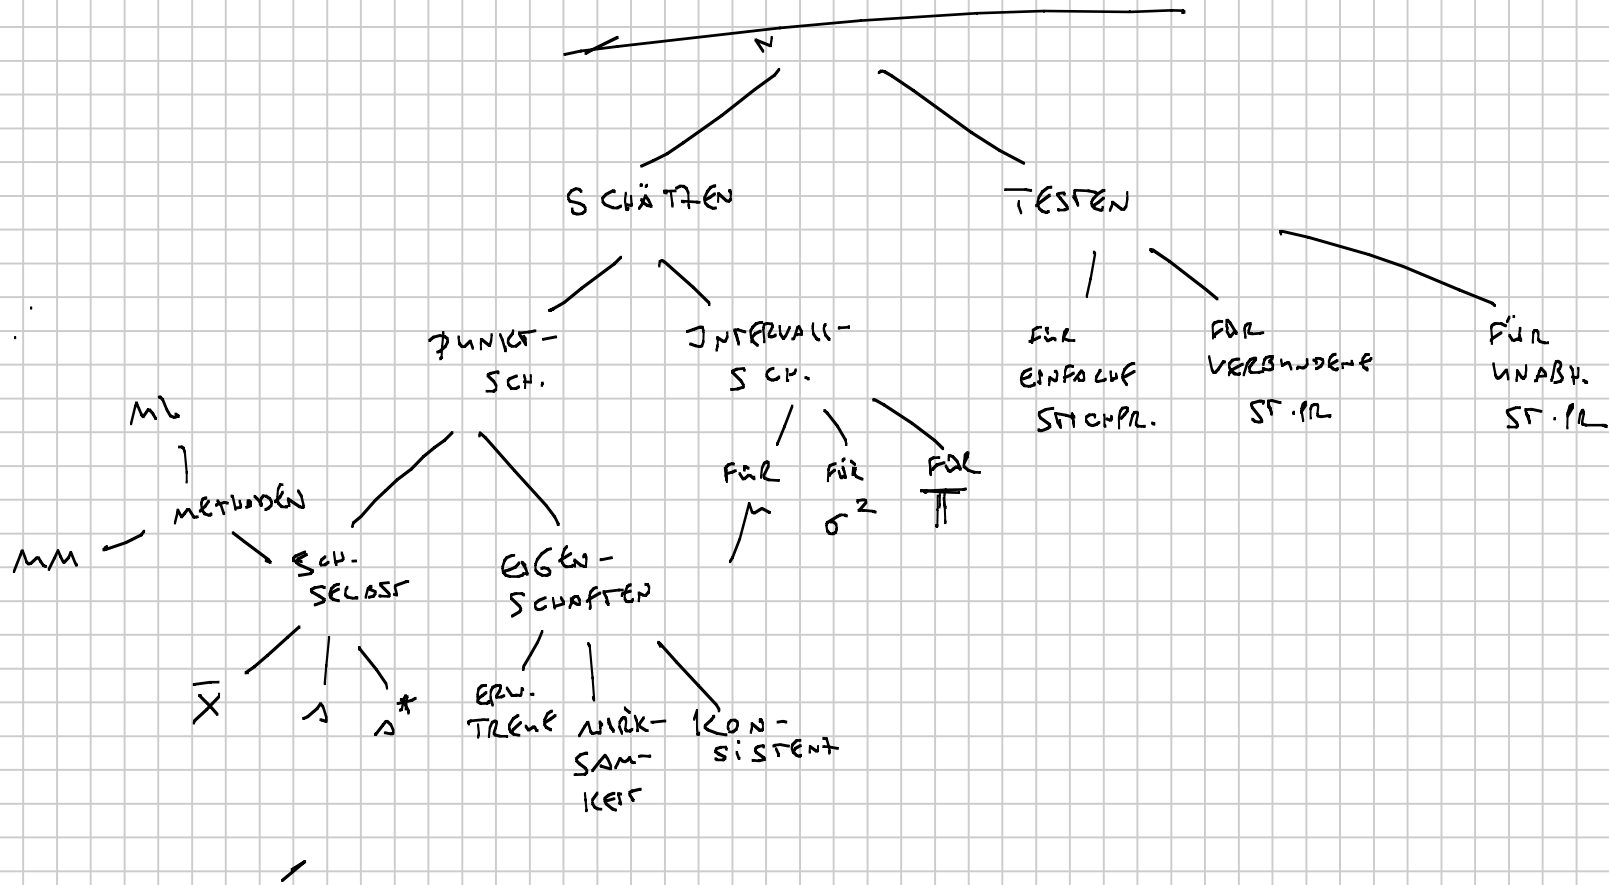 N
SCHÄTZEN
TESTEN
PUNKT-
SCH.
INTERVALL-
SCH.
FÜR
EINFACHE
STICHPR.
FÜR
VERBUNDENE
ST.PR
FÜR
UNABH.
ST.PR
ML
METHODEN
MM
SCH.
SELBST
EIGEN-
SCHAFTEN
FÜR
μ
FÜR
σ²
FÜR
π
X̄
s
s*
ERW.
TREUE
WIRK-
SAM-
KEIT
KON-
SISTENZ